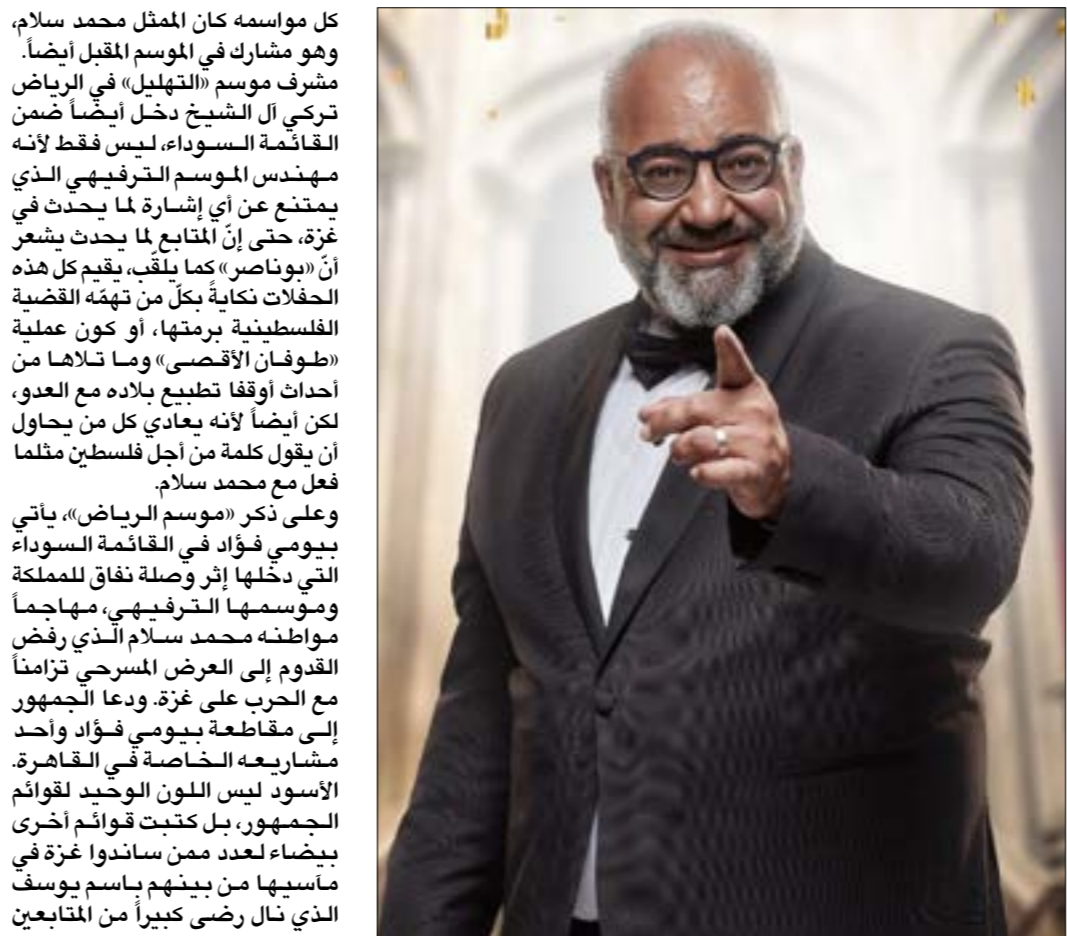 كل مواسمه كان الممثل محمد سلام،
وهو مشارك في الموسم المقبل أيضاً.
مشرف موسم «التهليل» في الرياض
تركي آل الشيخ دخل أيضاً ضمن
القائمة السوداء، ليس فقط لأنه
مهندس الموسم الترفيهي الذي
يمتنع عن أي إشارة لما يحدث في
غزة، حتى إنّ المتابع لما يحدث يشعر
أنّ «بوناصر» كما يلقّب، يقيم كل هذه
الحفلات نكايةً بكلّ من تهمّه القضية
الفلسطينية برمتها، أو كون عملية
«طوفان الأقصى» وما تلاها من
أحداث أوقفا تطبيع بلاده مع العدو،
لكن أيضاً لأنه يعادي كل من يحاول
أن يقول كلمة من أجل فلسطين مثلما
فعل مع محمد سلام.
وعلى ذكر «موسم الرياض»، يأتي
بيومي فؤاد في القائمة السوداء
التي دخلها إثر وصلة نفاق للمملكة
وموسمها الترفيهي، مهاجماً
مواطنه محمد سلام الذي رفض
القدوم إلى العرض المسرحي تزامناً
مع الحرب على غزة. ودعا الجمهور
إلى مقاطعة بيومي فؤاد وأحد
مشاريعه الخاصة في القاهرة.
الأسود ليس اللون الوحيد لقوائم
الجمهور، بل كتبت قوائم أخرى
بيضاء لعدد ممن ساندوا غزة في
مآسيها من بينهم باسم يوسف
الذي نال رضى كبيراً من المتابعين